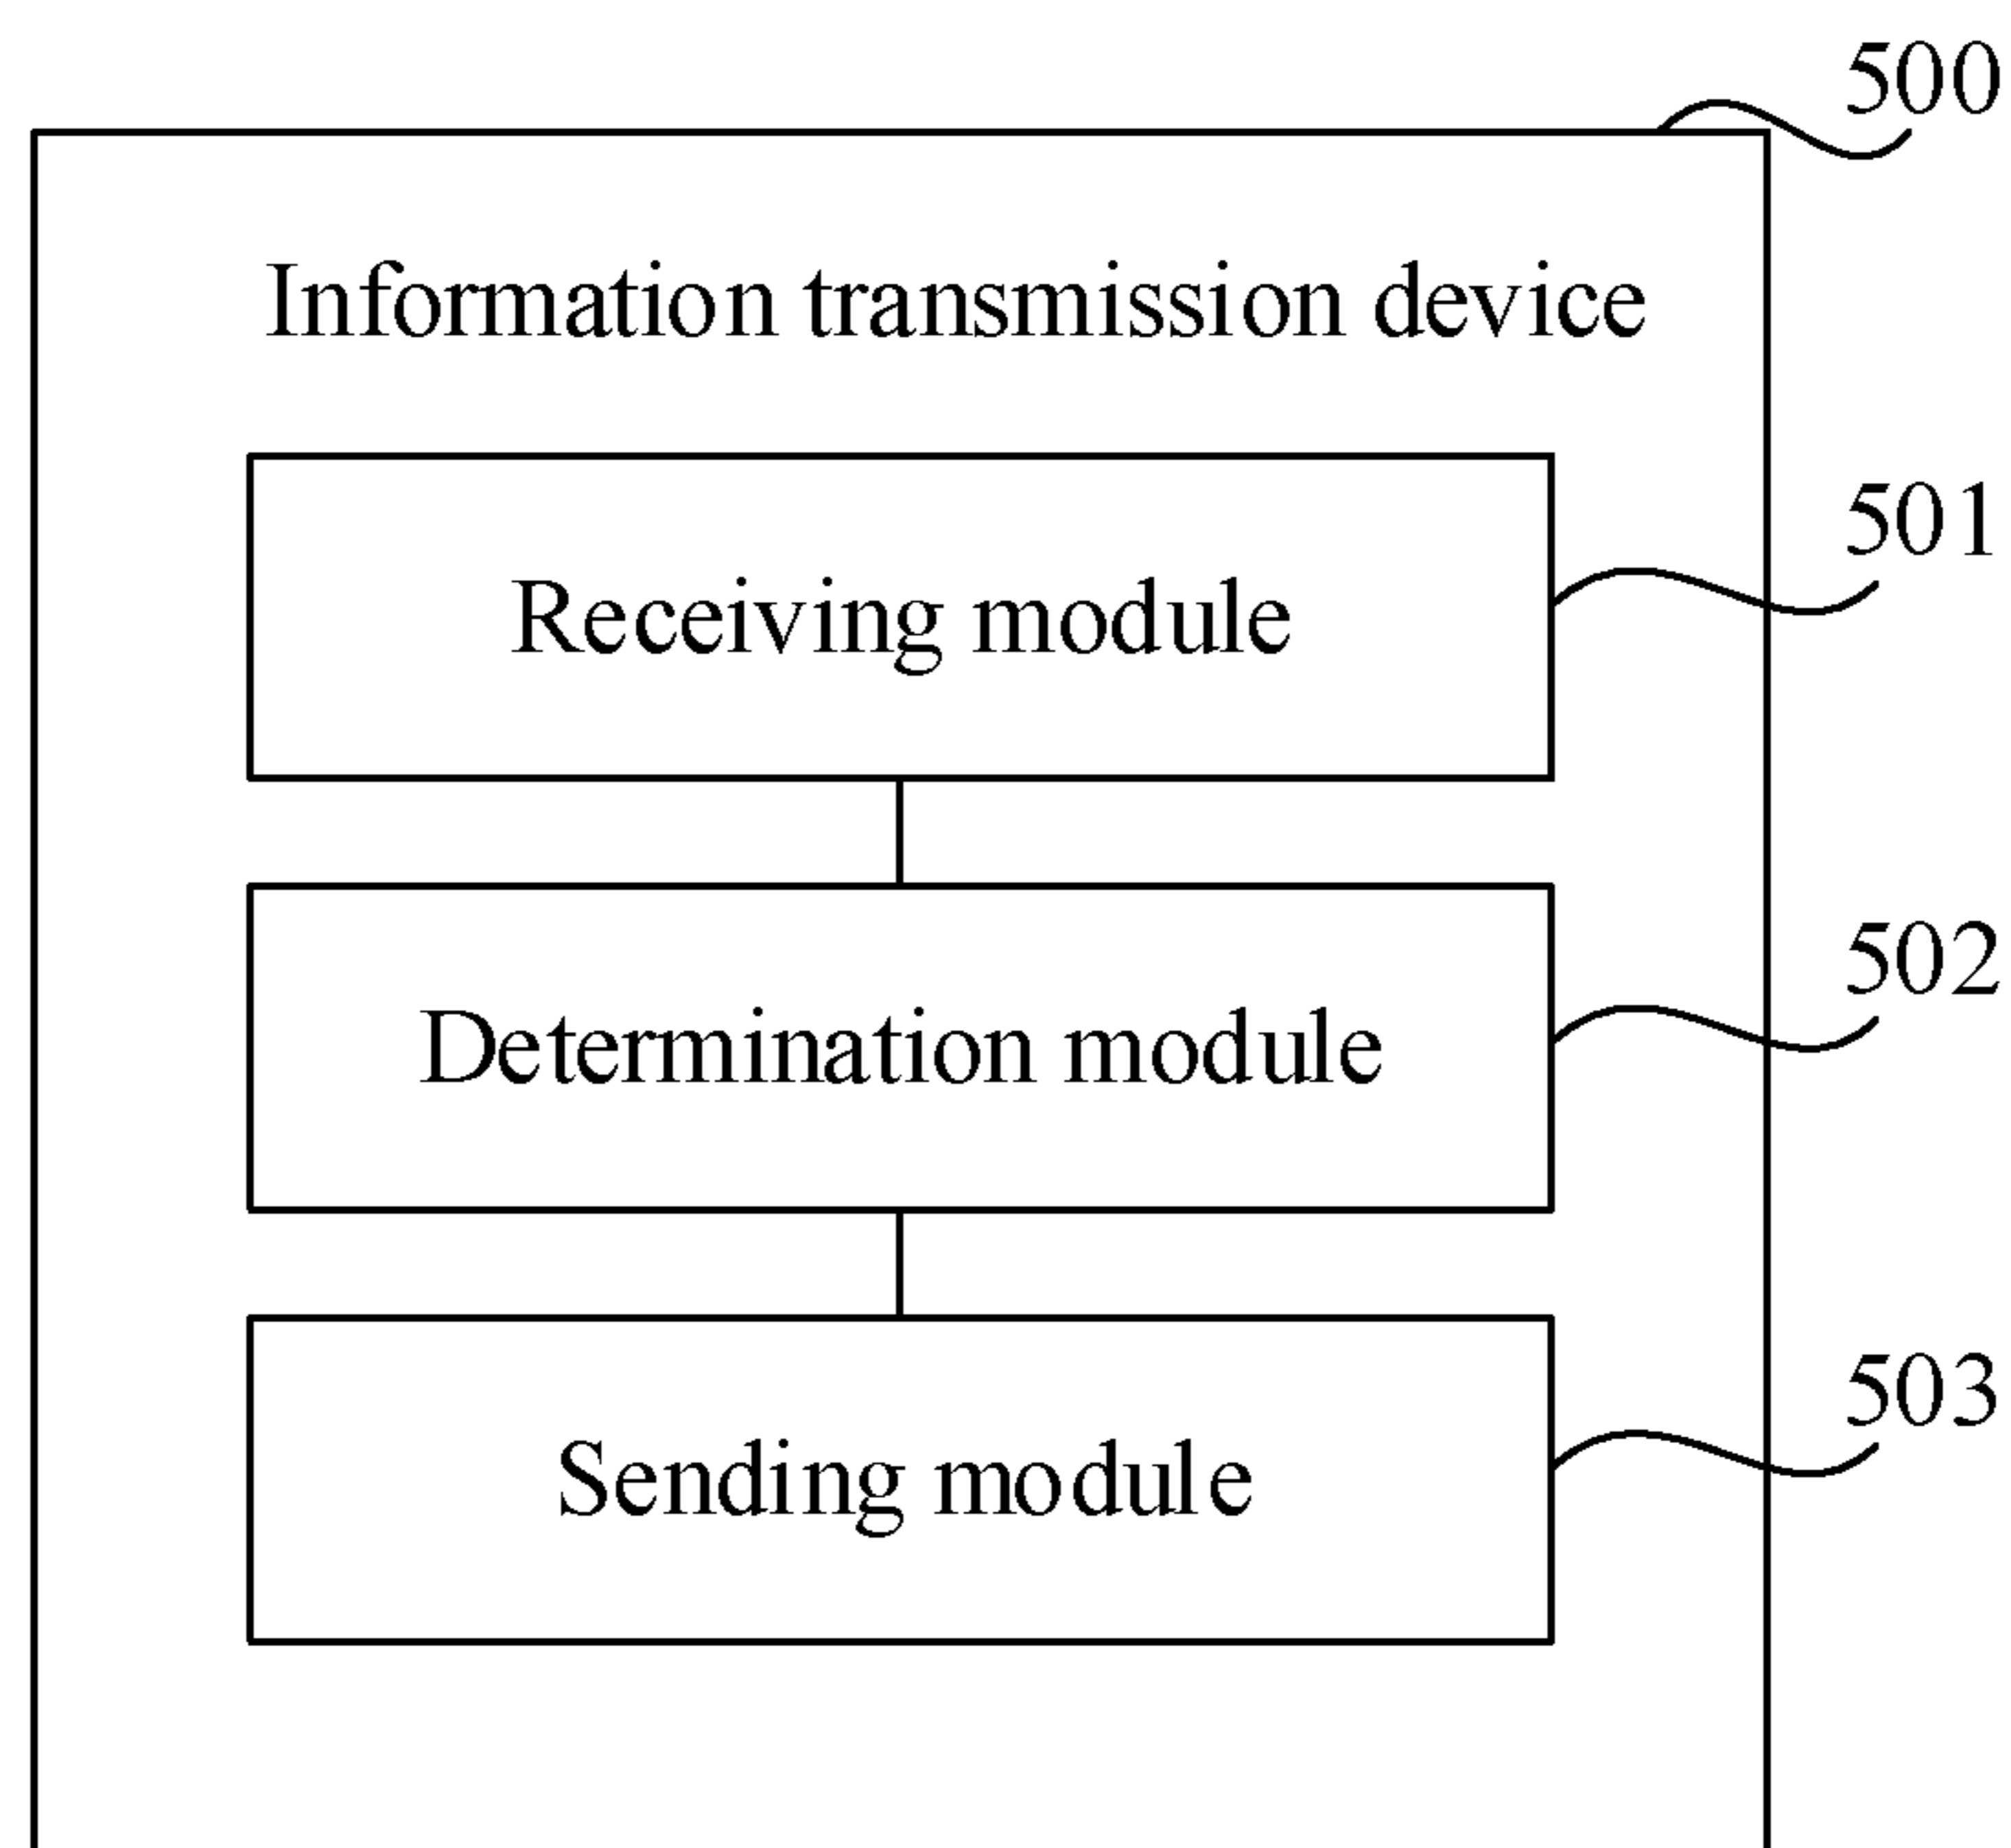 500
Information transmission device
501
Receiving module
502
Determination module
503
Sending module